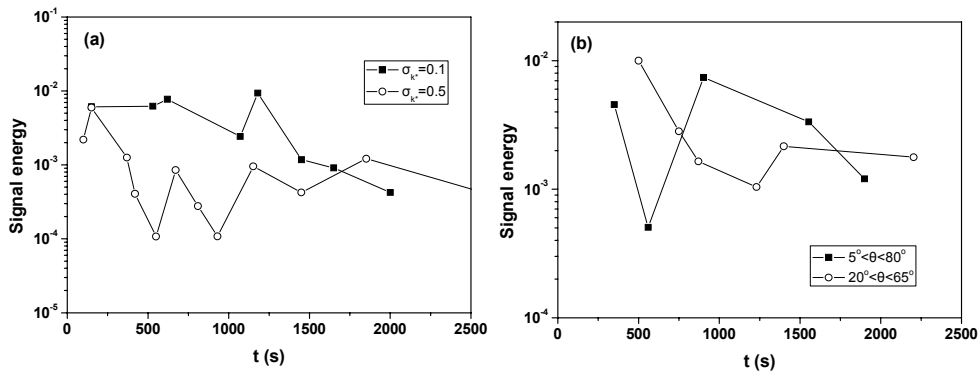 (a)
σk*=0.1
σk*=0.5
10⁻¹
10⁻²
10⁻³
10⁻⁴
10⁻⁵
Signal energy
0 500 1000 1500 2000 2500
t (s)
(b)
5°<θ<80°
20°<θ<65°
10⁻²
10⁻³
10⁻⁴
Signal energy
0 500 1000 1500 2000 2500
t (s)